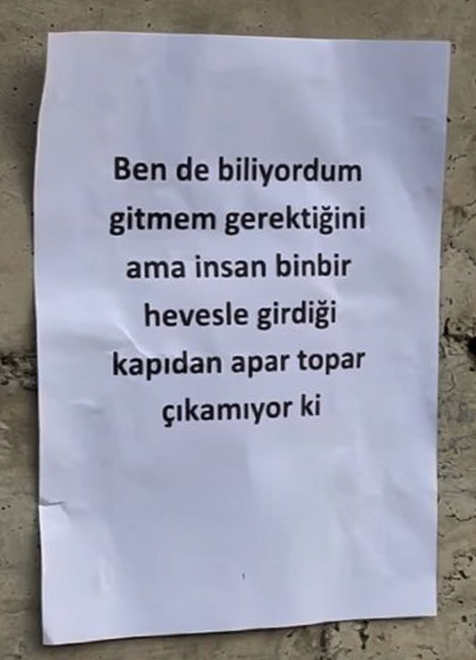 Ben de biliyordum
gitmem gerektiğini
ama insan binbir
hevesle girdiği
kapıdan apar topar
çıkamıyor ki